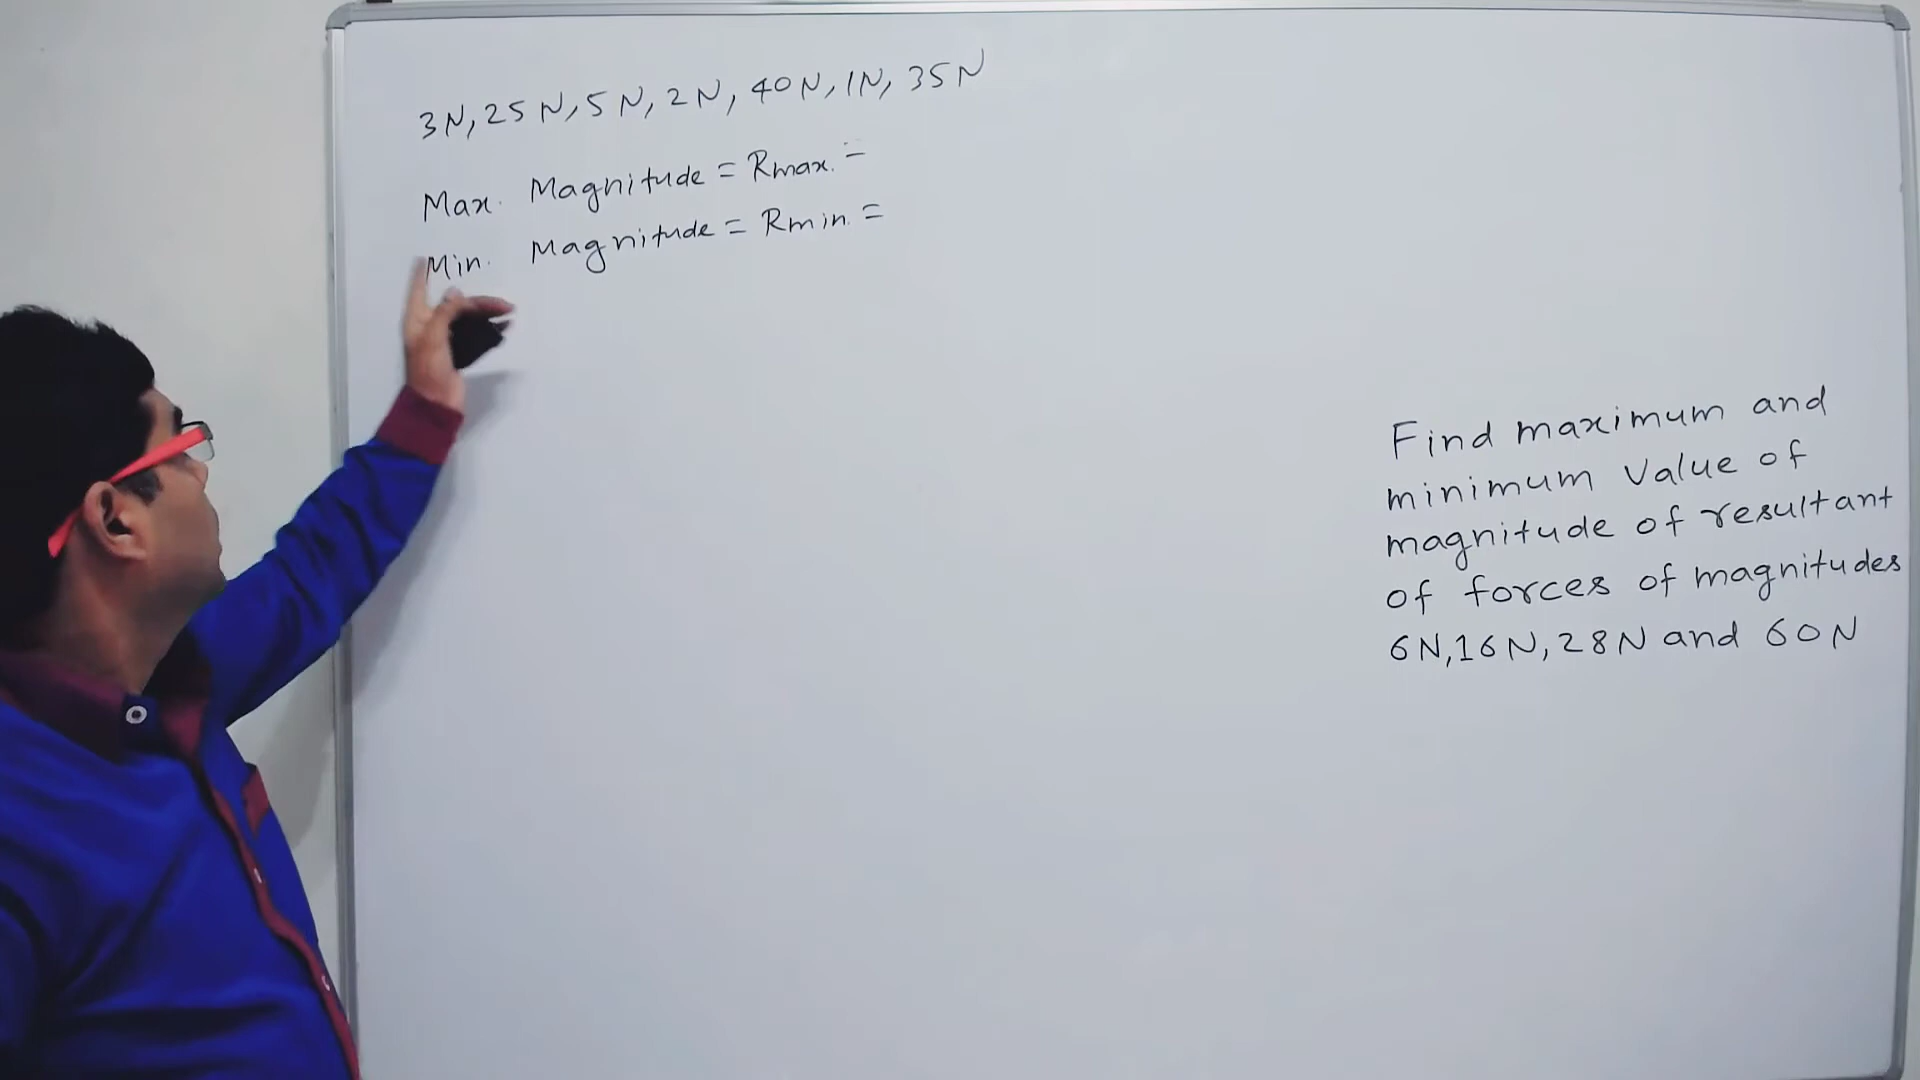 3N, 25N, 5N, 2N, 40N, 1N, 35N
Max. Magnitude = Rmax. =
Min. Magnitude = Rmin. =
Find maximum and
minimum value of
magnitude of resultant
of forces of magnitudes
6N, 16N, 28N and 60N